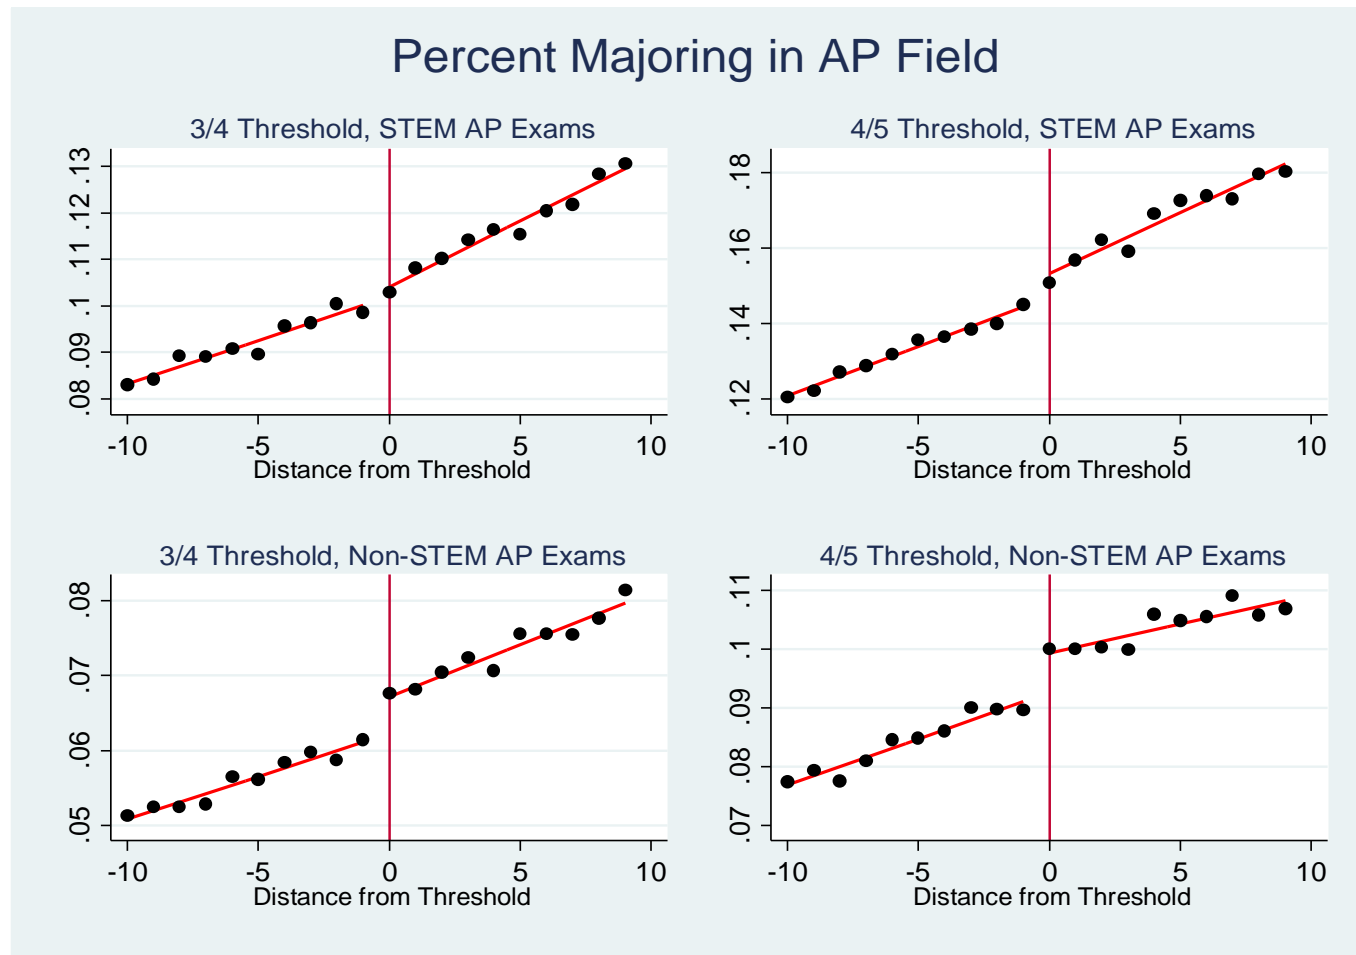 Percent Majoring in AP Field
3/4 Threshold, STEM AP Exams
.13
.12
.11
.1
.09
.08
-10 -5 0 5 10
Distance from Threshold
4/5 Threshold, STEM AP Exams
.18
.16
.14
.12
-10 -5 0 5 10
Distance from Threshold
3/4 Threshold, Non-STEM AP Exams
.08
.07
.06
.05
-10 -5 0 5 10
Distance from Threshold
4/5 Threshold, Non-STEM AP Exams
.11
.1
.09
.08
.07
-10 -5 0 5 10
Distance from Threshold